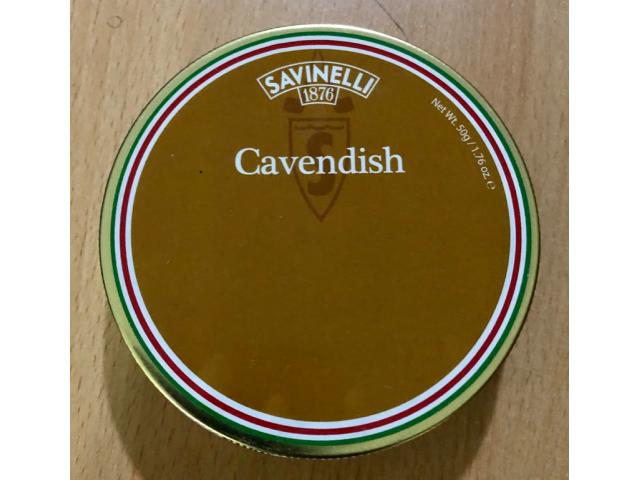 SAVINELLI
1876
Net Wt. 50g / 1.76 oz. ℮
Cavendish
S